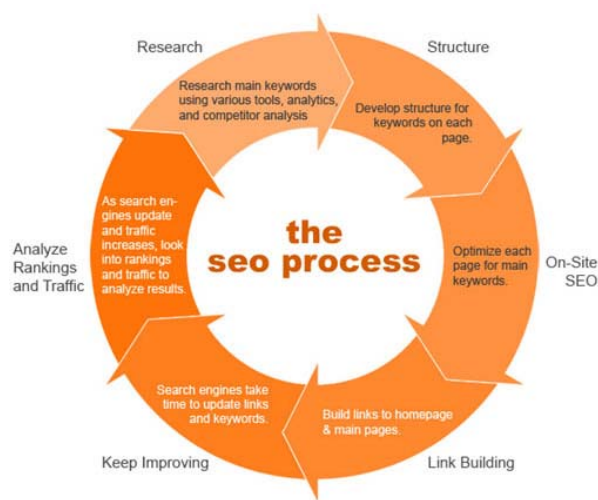 Research
Research main keywords
using various tools, analytics,
and competitor analysis
Structure
Develop structure for
keywords on each
page.
On-Site
SEO
Optimize each
page for main
keywords.
Link Building
Build links to homepage
& main pages.
Keep Improving
Search engines take
time to update links
and keywords.
Analyze
Rankings
and Traffic
As search en-
gines update
and traffic
increases, look
into rankings
and traffic to
analyze results.
the
seo process